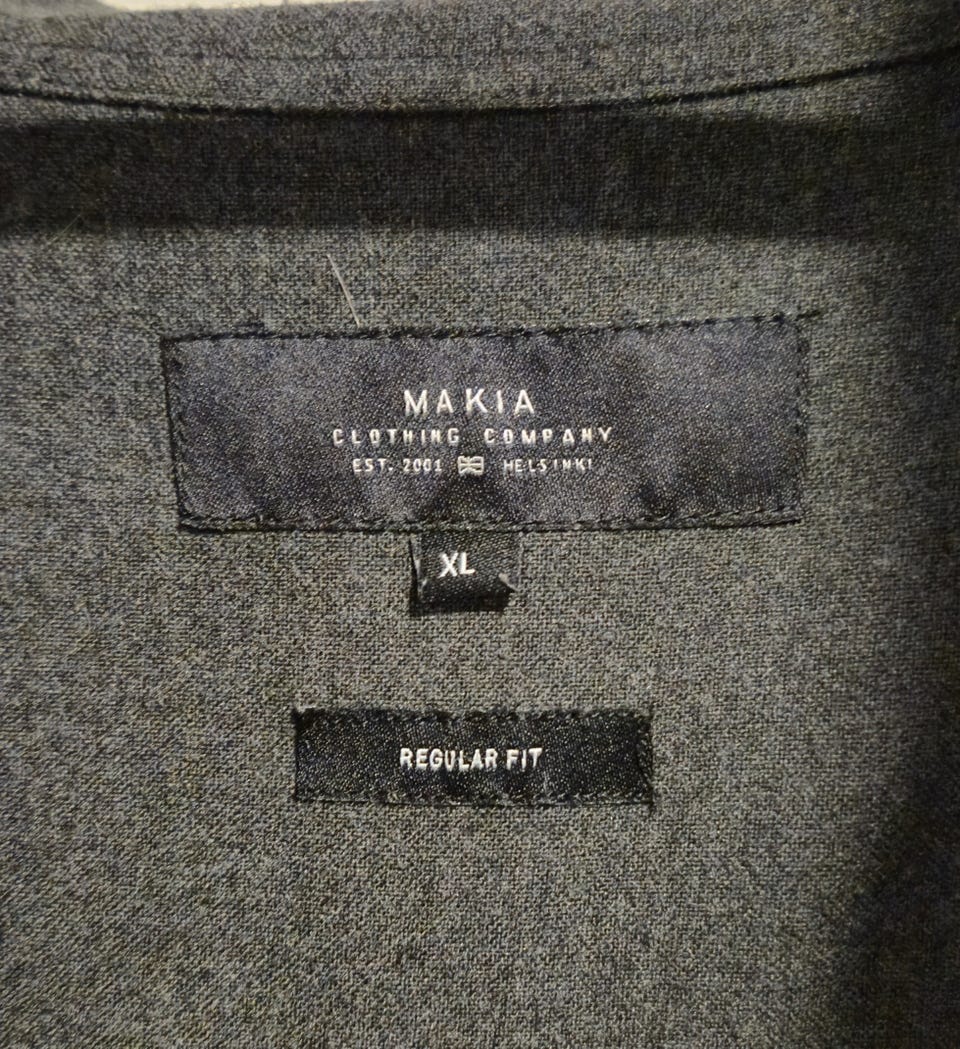 MAKIA
CLOTHING COMPANY
EST. 2001 HELSINKI
XL
REGULAR FIT